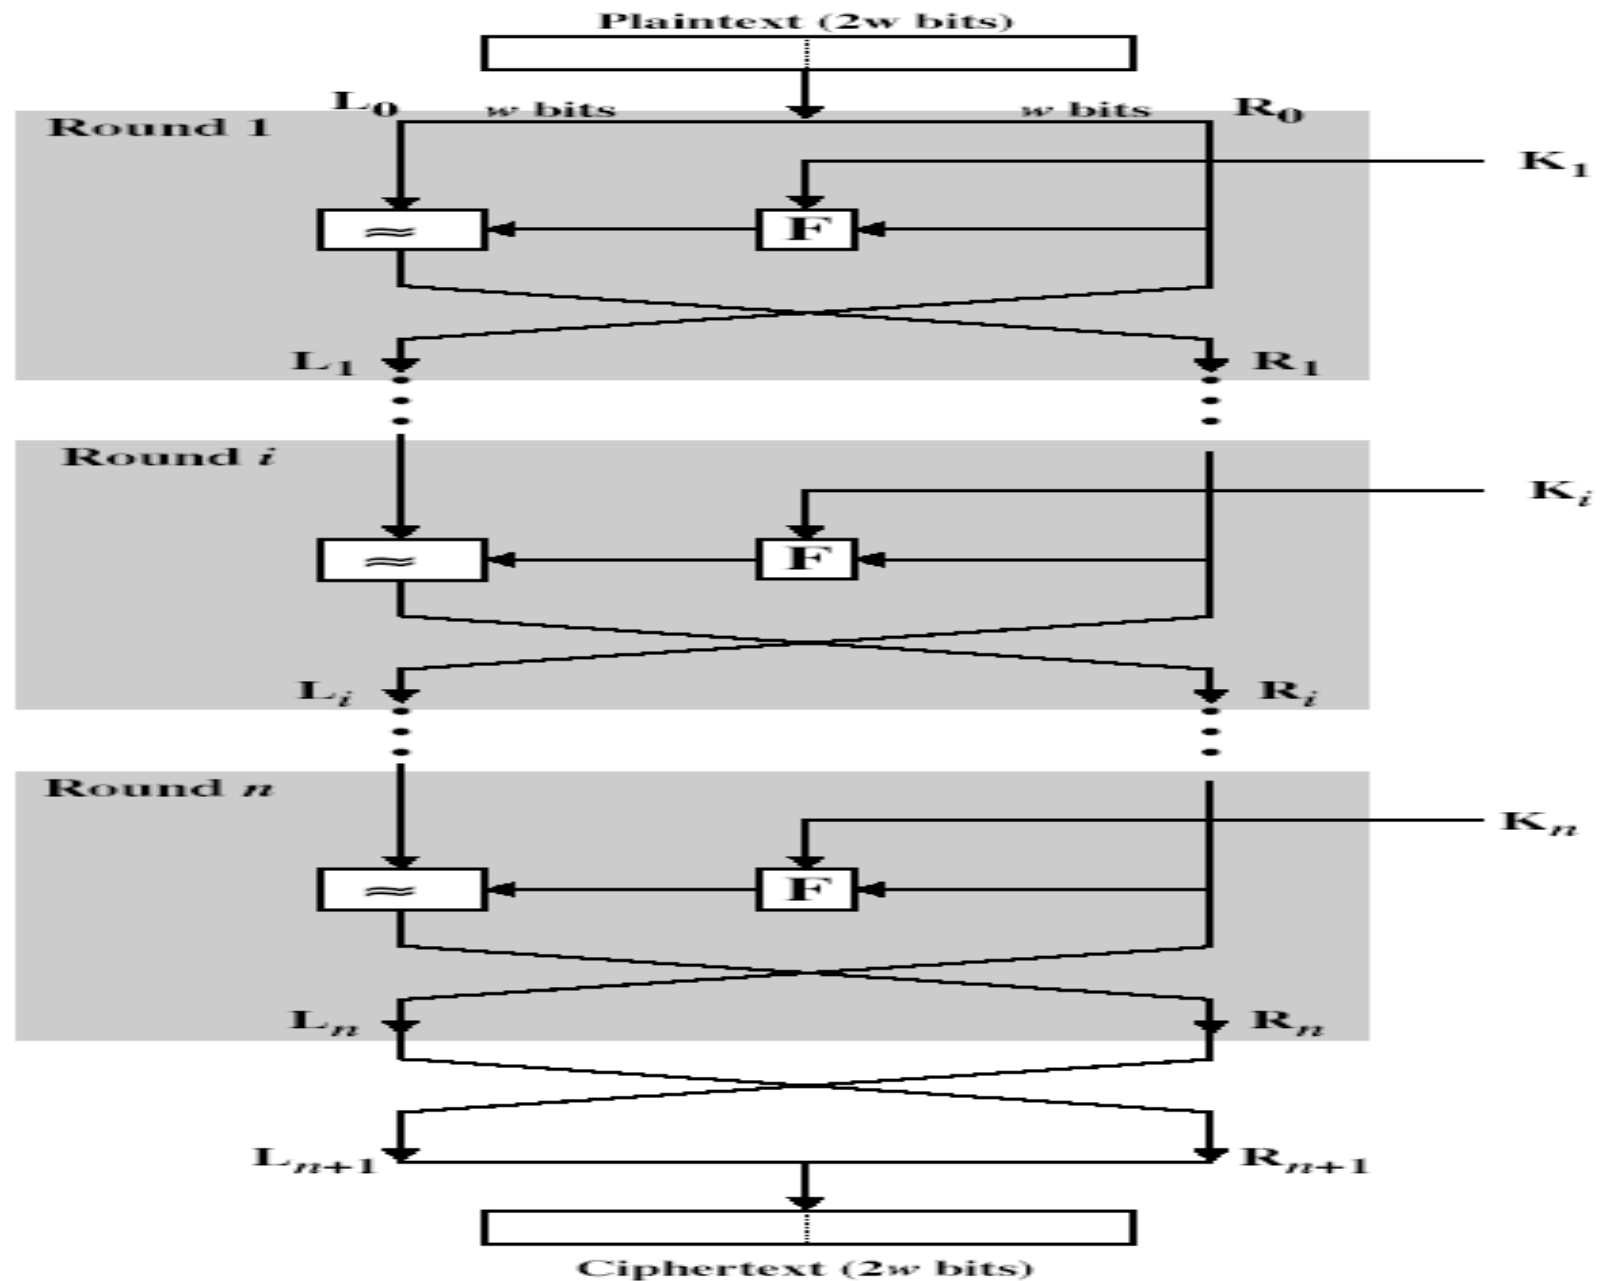 Plaintext (2w bits)
L0 w bits w bits R0
Round 1
K1
≈ F
L1 R1
Round i
Ki
≈ F
Li Ri
Round n
Kn
≈ F
Ln Rn
Ln+1 Rn+1
Ciphertext (2w bits)